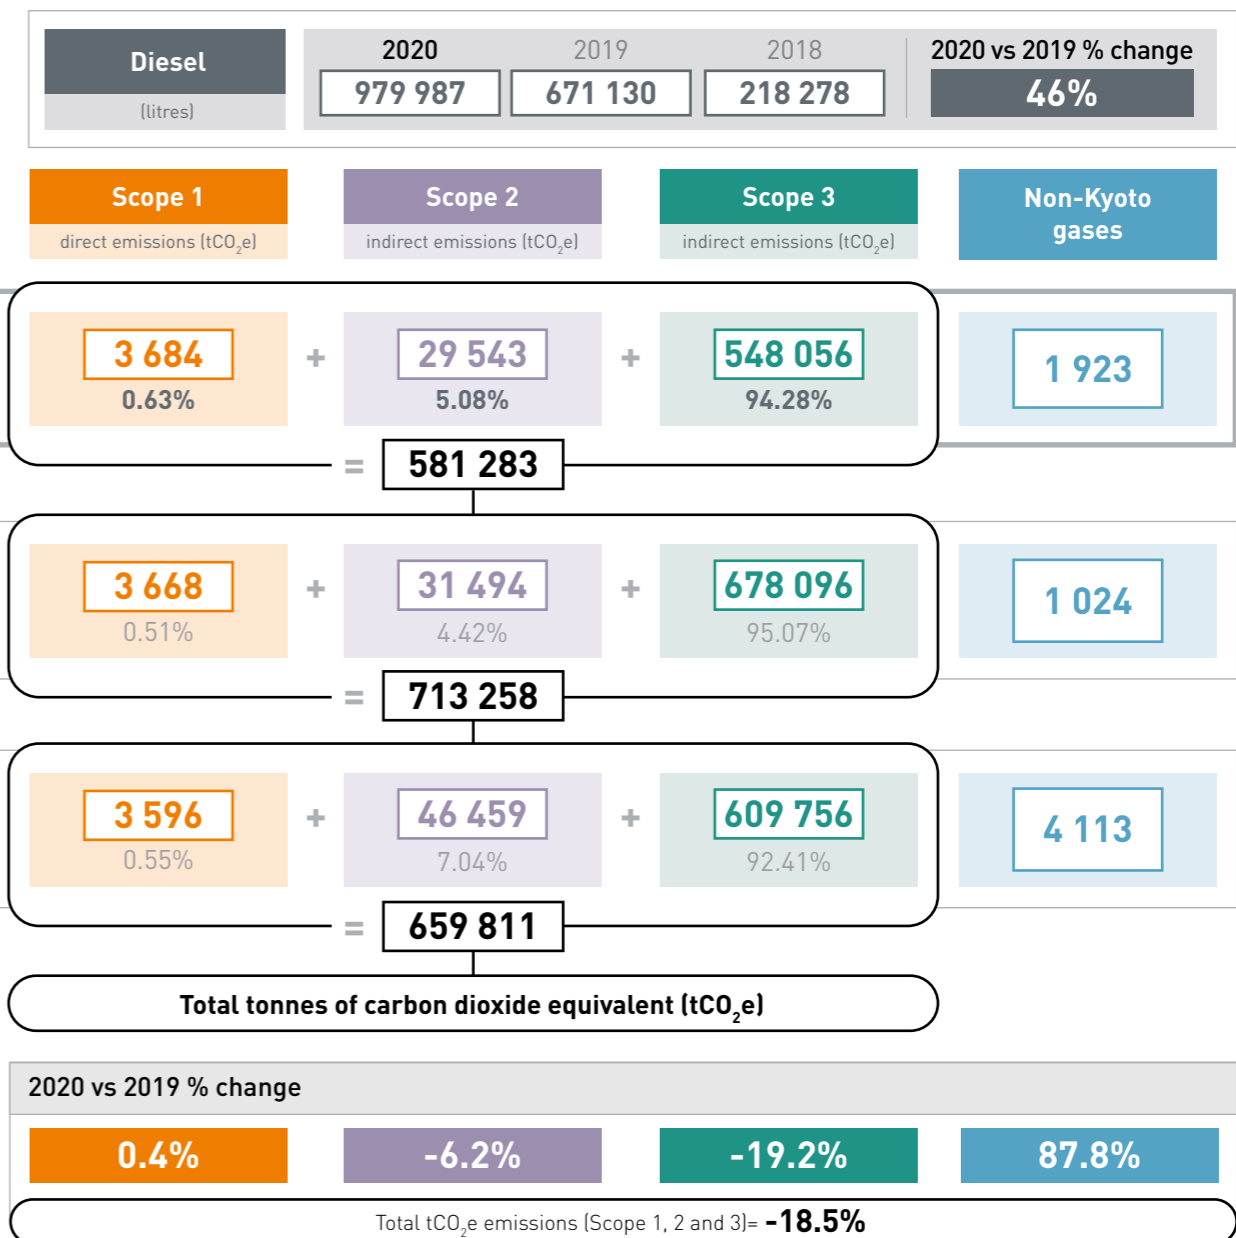 Diesel
(litres)
2020 2019 2018 2020 vs 2019 % change
979 987 671 130 218 278 46%
Scope 1 Scope 2 Scope 3 Non-Kyoto
gases
direct emissions (tCO₂e) indirect emissions (tCO₂e) indirect emissions (tCO₂e)
3 684 + 29 543 + 548 056 1 923
0.63% 5.08% 94.28%
= 581 283
3 668 + 31 494 + 678 096 1 024
0.51% 4.42% 95.07%
= 713 258
3 596 + 46 459 + 609 756 4 113
0.55% 7.04% 92.41%
= 659 811
Total tonnes of carbon dioxide equivalent (tCO₂e)
2020 vs 2019 % change
0.4% -6.2% -19.2% 87.8%
Total tCO₂e emissions (Scope 1, 2 and 3)= -18.5%